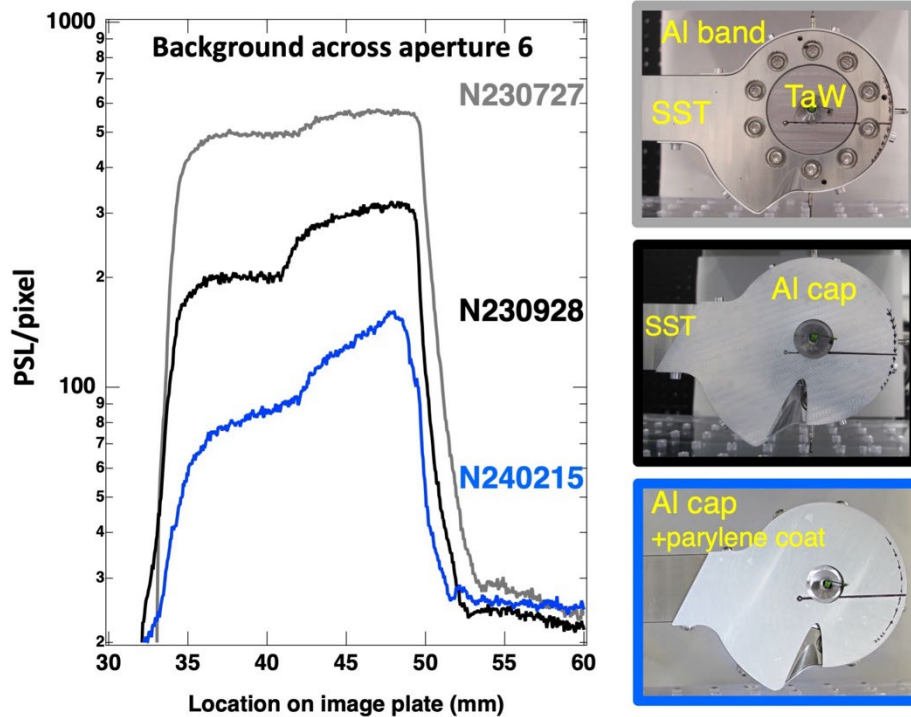 1000
9
8
7
6
5
4
3
2
100
9
8
7
6
5
4
3
2
30
35
40
45
50
55
60
PSL/pixel
Location on image plate (mm)
Background across aperture 6
N230727
N230928
N240215
Al band
SST
TaW
Al cap
SST
Al cap
+parylene coat